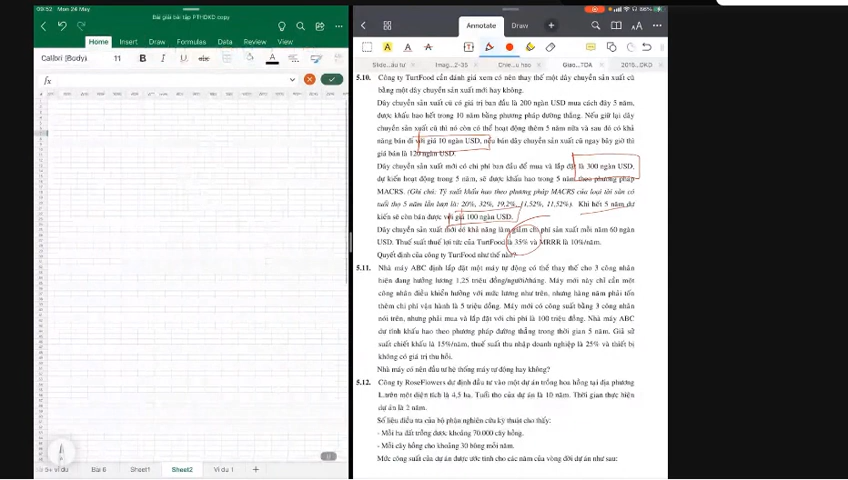 09:52 Mon 24 May
Bài giải bài tập PTHDKD copy
Home Insert Draw Formulas Data Review View
Calibri (Body) 11 B I U abc A
fx
Bài 6 Sheet1 Sheet2 Ví dụ 1 +
86%
Annotate Draw
Imag...2-35 Giao...TDA
5.10. Công ty TurtFood cần đánh giá xem có nên thay thế một dây chuyền sản xuất cũ
bằng một dây chuyền sản xuất mới hay không.
Dây chuyền sản xuất cũ có giá trị ban đầu là 200 ngàn USD mua cách đây 5 năm,
được khấu hao hết trong 10 năm bằng phương pháp đường thẳng. Nếu giữ lại dây
chuyền sản xuất cũ thì nó còn có thể hoạt động thêm 5 năm nữa và sau đó có khả
năng bán đi với giá 10 ngàn USD, nếu bán dây chuyền sản xuất cũ ngay bây giờ thì
giá bán là 120 ngàn USD.
Dây chuyền sản xuất mới có chi phí ban đầu để mua và lắp đặt là 300 ngàn USD,
dự kiến hoạt động trong 5 năm, sẽ được khấu hao trong 5 năm theo phương pháp
MACRS. (Ghi chú: Tỷ suất khấu hao theo phương pháp MACRS của loại tài sản có
tuổi thọ 5 năm lần lượt là: 20%, 32%, 19,2%, 11,52%, 11,52%). Khi hết 5 năm dự
kiến sẽ còn bán được với giá 100 ngàn USD.
Dây chuyền sản xuất mới có khả năng làm giảm chi phí sản xuất mỗi năm 60 ngàn
USD. Thuế suất thuế lợi tức của TurtFood là 35% và MRRR là 10%/năm.
Quyết định của công ty TurtFood như thế nào?
5.11. Nhà máy ABC định lắp đặt một máy tự động có thể thay thế cho 3 công nhân
hiện đang hưởng lương 1,25 triệu đồng/người/tháng. Máy mới này chỉ cần một
công nhân điều khiển hưởng với mức lương như trên, nhưng hàng năm phải tốn
thêm chi phí vận hành là 5 triệu đồng. Máy mới có công suất bằng 3 công nhân
nói trên, nhưng phải mua và lắp đặt với chi phí là 100 triệu đồng. Nhà máy ABC
dự tính khấu hao theo phương pháp đường thẳng trong thời gian 5 năm. Giả sử
suất chiết khấu là 15%/năm, thuế suất thu nhập doanh nghiệp là 25% và thiết bị
không có giá trị thu hồi.
Nhà máy có nên đầu tư hệ thống máy tự động hay không?
5.12. Công ty RoseFlowers dự định đầu tư vào một dự án trồng hoa hồng tại địa phương
L trên một diện tích là 4,5 ha. Tuổi thọ của dự án là 10 năm. Thời gian thực hiện
dự án là 2 năm.
Số liệu điều tra của bộ phận nghiên cứu kỹ thuật cho thấy:
- Mỗi ha đất trồng được khoảng 70.000 cây hồng.
- Mỗi cây hồng cho khoảng 30 bông mỗi năm.
Mức công suất của dự án được ước tính cho các năm của vòng đời dự án như sau: